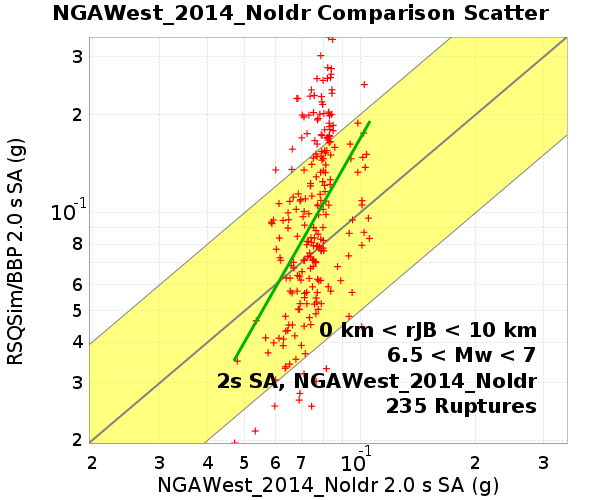 NGAWest_2014_NoIdr Comparison Scatter
RSQSim/BBP 2.0 s SA (g)
3
2
10-1
8
6
5
4
3
2
0 km < rJB < 10 km
6.5 < Mw < 7
2s SA, NGAWest_2014_NoIdr
235 Ruptures
2 3 4 5 6 7 10-1 2 3
NGAWest_2014_NoIdr 2.0 s SA (g)